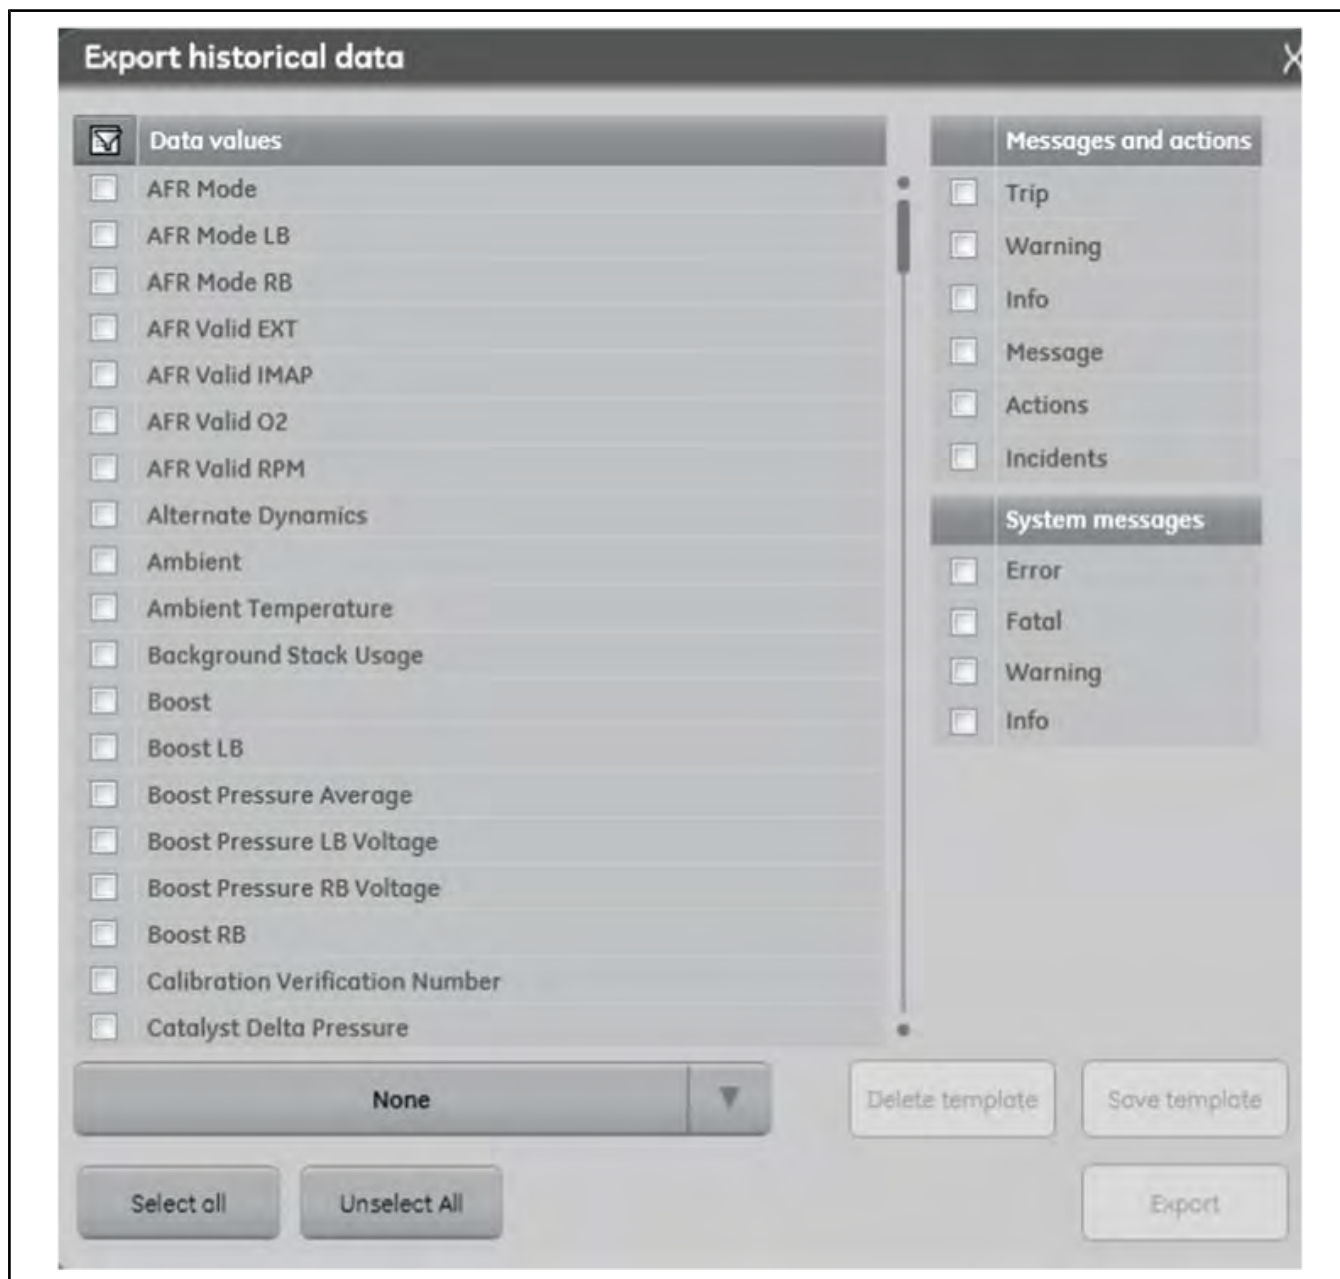 Export historical data
X
Data values
AFR Mode
AFR Mode LB
AFR Mode RB
AFR Valid EXT
AFR Valid IMAP
AFR Valid O2
AFR Valid RPM
Alternate Dynamics
Ambient
Ambient Temperature
Background Stack Usage
Boost
Boost LB
Boost Pressure Average
Boost Pressure LB Voltage
Boost Pressure RB Voltage
Boost RB
Calibration Verification Number
Catalyst Delta Pressure
Messages and actions
Trip
Warning
Info
Message
Actions
Incidents
System messages
Error
Fatal
Warning
Info
None
Delete template
Save template
Select all
Unselect All
Export